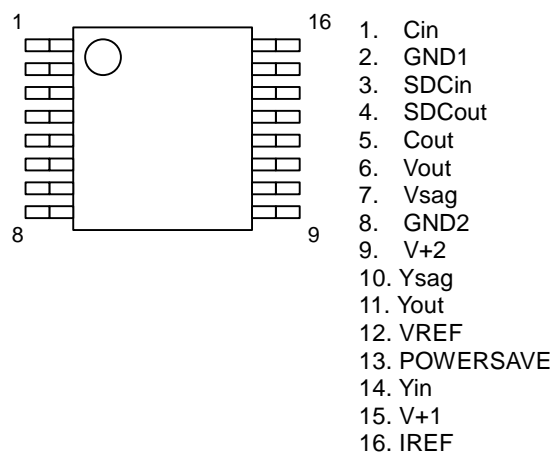 1 16
8 9
1. Cin
2. GND1
3. SDCin
4. SDCout
5. Cout
6. Vout
7. Vsag
8. GND2
9. V+2
10. Ysag
11. Yout
12. VREF
13. POWERSAVE
14. Yin
15. V+1
16. IREF